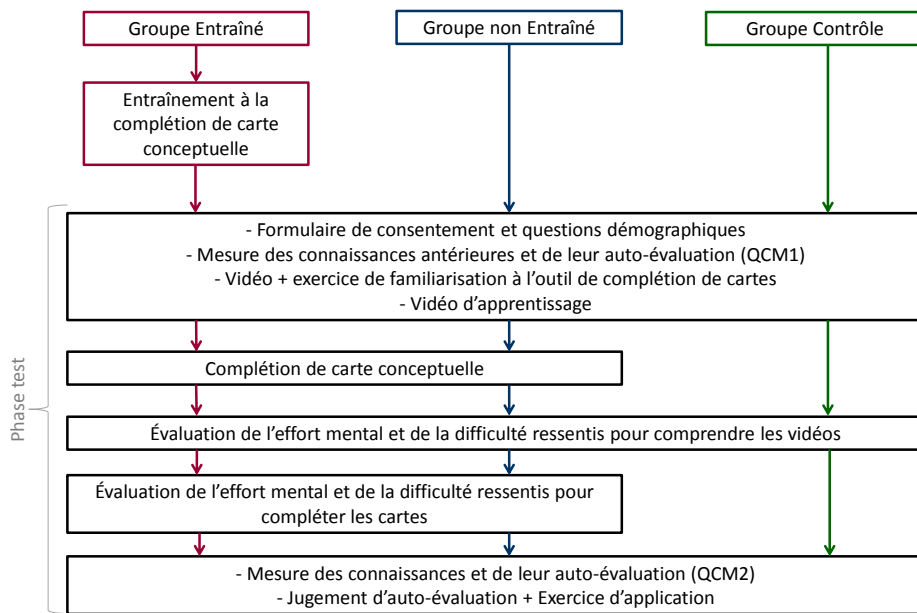 Groupe Entraîné
Groupe non Entraîné
Groupe Contrôle
Entraînement à la
complétion de carte
conceptuelle
Phase test
- Formulaire de consentement et questions démographiques
- Mesure des connaissances antérieures et de leur auto-évaluation (QCM1)
- Vidéo + exercice de familiarisation à l’outil de complétion de cartes
- Vidéo d’apprentissage
Complétion de carte conceptuelle
Évaluation de l’effort mental et de la difficulté ressentis pour comprendre les vidéos
Évaluation de l’effort mental et de la difficulté ressentis pour
compléter les cartes
- Mesure des connaissances et de leur auto-évaluation (QCM2)
- Jugement d’auto-évaluation + Exercice d’application